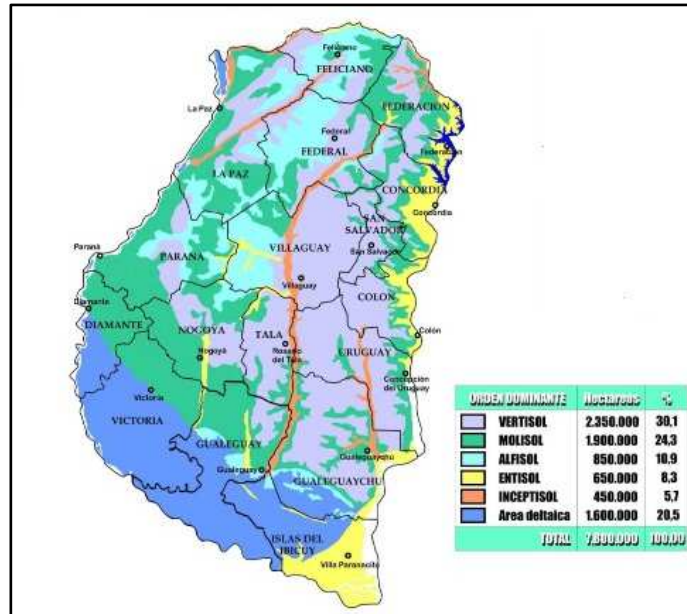 Feliciano
FELICIANO
FEDERACION
La Paz
Federal
FEDERAL
Federación
LA PAZ
CONCORDIA
Concordia
SAN
SALVADOR
San Salvador
VILLAGUAY
Villaguay
PARANA
Paraná
COLON
Colón
Diamante
DIAMANTE
NOGOYA
Nogoyá
TALA
Rosario
del Tala
URUGUAY
Concepción
del Uruguay
Victoria
VICTORIA
GUALEGUAY
Gualeguay
Gualeguaychú
GUALEGUAYCHU
ISLAS DEL
IBICUY
Villa Paranacito
ORDEN DOMINANTE Hectareas %
VERTISOL 2.350.000 30,1
MOLISOL 1.900.000 24,3
ALFISOL 850.000 10,9
ENTISOL 650.000 8,3
INCEPTISOL 450.000 5,7
Area deltaica 1.600.000 20,5
TOTAL 7.800.000 100,00